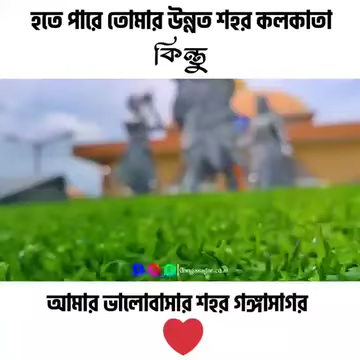 হতে পারে তোমার উন্নত শহর কলকাতা
কিন্তু
আমার ভালোবাসার শহর গঙ্গাসাগর